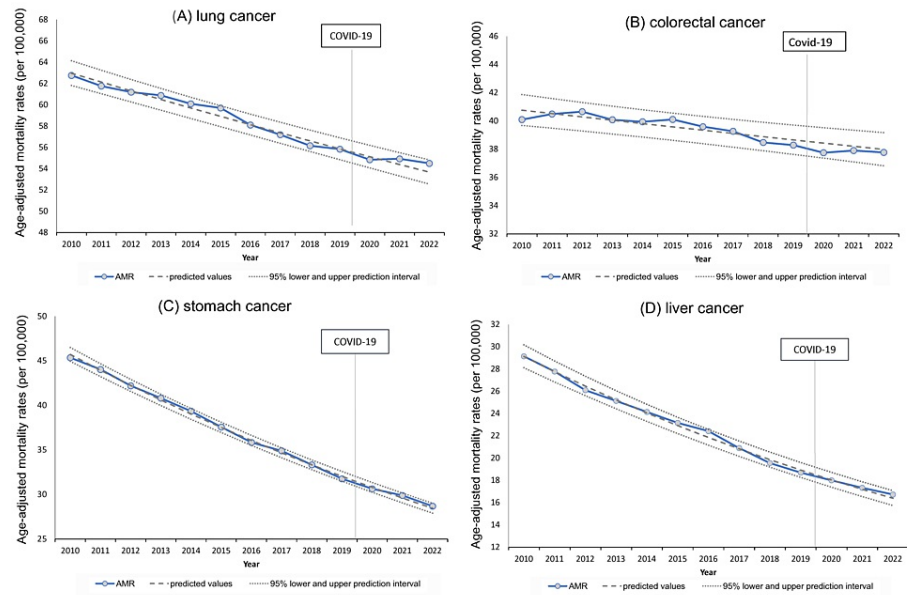 (A) lung cancer
Age-adjusted mortality rates (per 100,000)
COVID-19
68
66
64
62
60
58
56
54
52
50
48
2010 2011 2012 2013 2014 2015 2016 2017 2018 2019 2020 2021 2022
Year
AMR predicted values 95% lower and upper prediction interval
(B) colorectal cancer
Age-adjusted mortality rates (per 100,000)
Covid-19
46
44
42
40
38
36
34
32
2010 2011 2012 2013 2014 2015 2016 2017 2018 2019 2020 2021 2022
Year
AMR predicted values 95% lower and upper prediction interval
(C) stomach cancer
Age-adjusted mortality rates (per 100,000)
COVID-19
50
45
40
35
30
25
2010 2011 2012 2013 2014 2015 2016 2017 2018 2019 2020 2021 2022
Year
AMR predicted values 95% lower and upper prediction interval
(D) liver cancer
Age-adjusted mortality rates (per 100,000)
COVID-19
32
30
28
26
24
22
20
18
16
14
12
2010 2011 2012 2013 2014 2015 2016 2017 2018 2019 2020 2021 2022
Year
AMR predicted values 95% lower and upper prediction interval